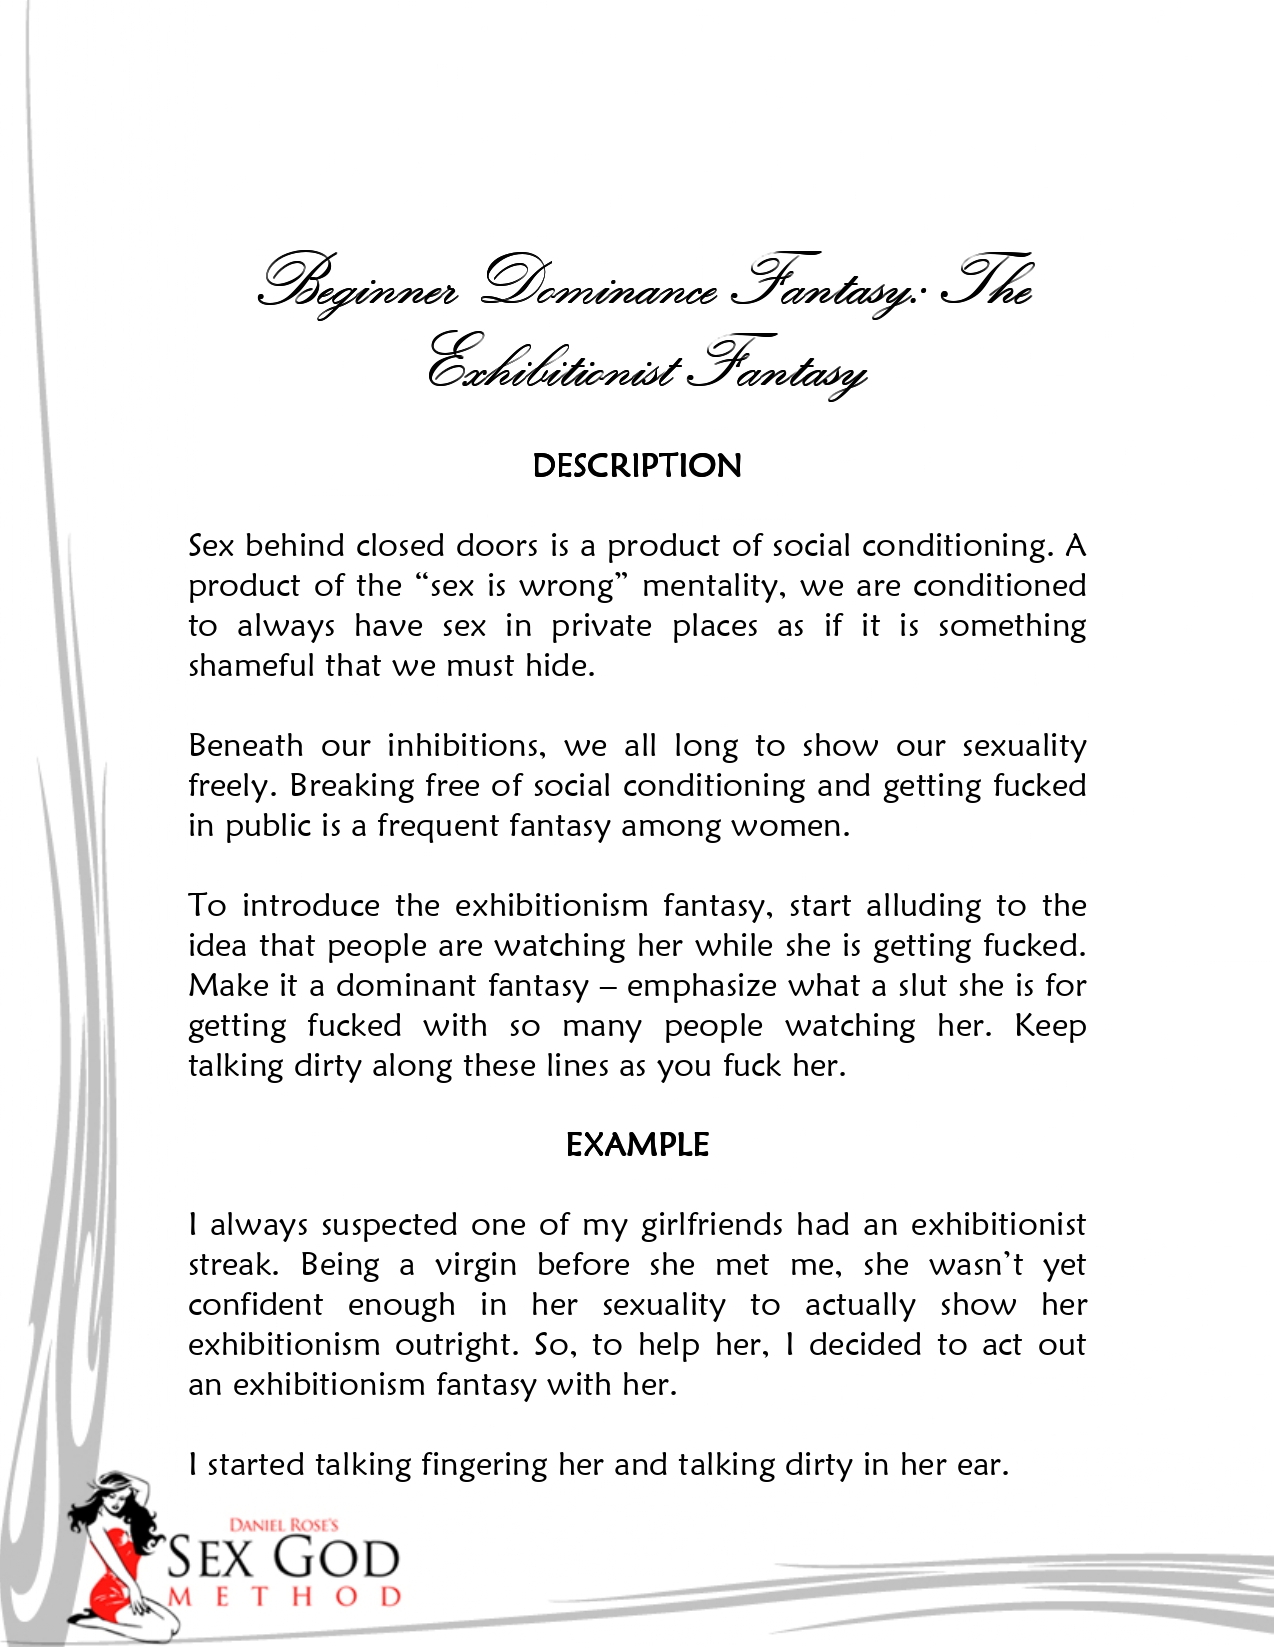 Beginner Dominance Fantasy: The
Exhibitionist Fantasy
DESCRIPTION
Sex behind closed doors is a product of social conditioning. A
product of the “sex is wrong” mentality, we are conditioned
to always have sex in private places as if it is something
shameful that we must hide.
Beneath our inhibitions, we all long to show our sexuality
freely. Breaking free of social conditioning and getting fucked
in public is a frequent fantasy among women.
To introduce the exhibitionism fantasy, start alluding to the
idea that people are watching her while she is getting fucked.
Make it a dominant fantasy – emphasize what a slut she is for
getting fucked with so many people watching her. Keep
talking dirty along these lines as you fuck her.
EXAMPLE
I always suspected one of my girlfriends had an exhibitionist
streak. Being a virgin before she met me, she wasn’t yet
confident enough in her sexuality to actually show her
exhibitionism outright. So, to help her, I decided to act out
an exhibitionism fantasy with her.
I started talking fingering her and talking dirty in her ear.
DANIEL ROSE'S
SEX GOD
METHOD